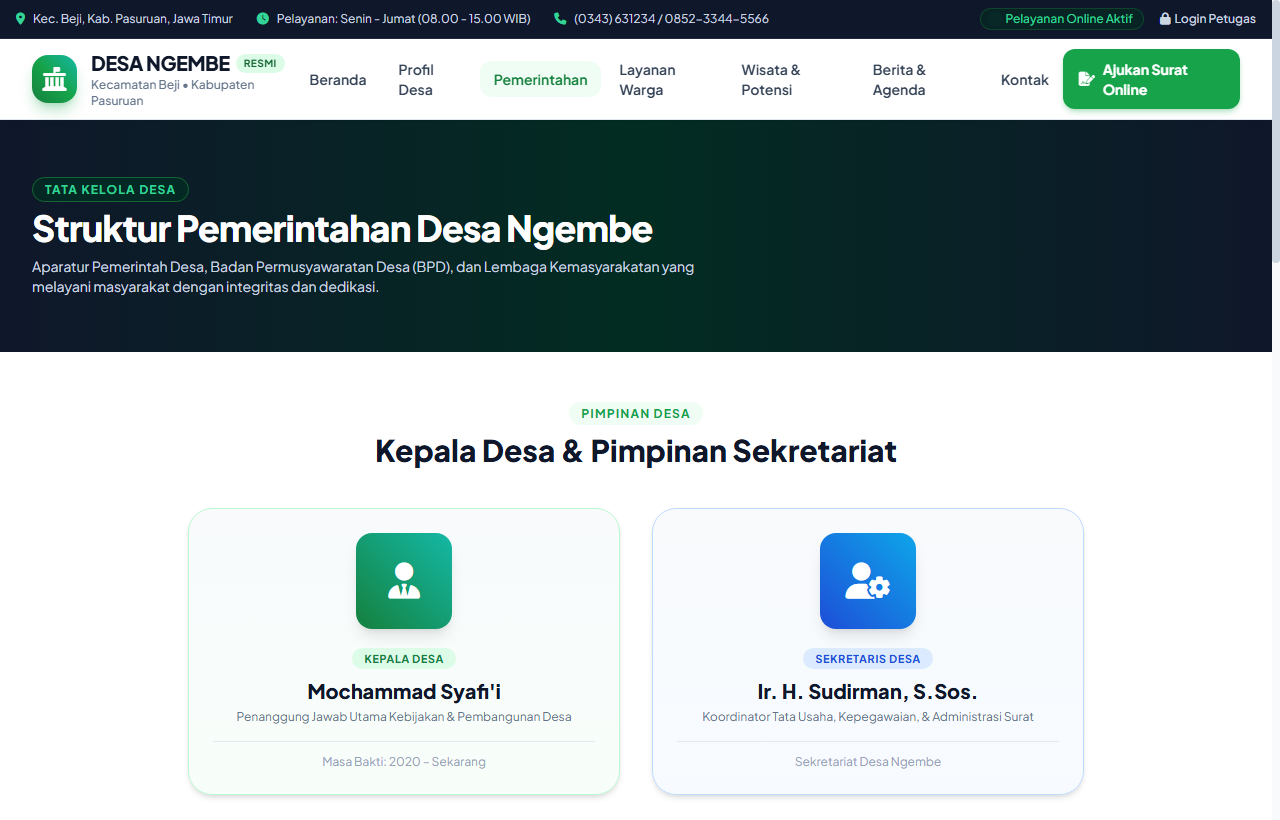 Kec. Beji, Kab. Pasuruan, Jawa Timur
Pelayanan: Senin - Jumat (08.00 - 15.00 WIB)
(0343) 631234 / 0852-3344-5566
Pelayanan Online Aktif
Login Petugas
DESA NGEMBE
RESMI
Kecamatan Beji • Kabupaten
Pasuruan
Beranda
Profil
Desa
Pemerintahan
Layanan
Warga
Wisata &
Potensi
Berita &
Agenda
Kontak
Ajukan Surat
Online
TATA KELOLA DESA
Struktur Pemerintahan Desa Ngembe
Aparatur Pemerintah Desa, Badan Permusyawaratan Desa (BPD), dan Lembaga Kemasyarakatan yang
melayani masyarakat dengan integritas dan dedikasi.
PIMPINAN DESA
Kepala Desa & Pimpinan Sekretariat
KEPALA DESA
Mochammad Syafi'i
Penanggung Jawab Utama Kebijakan & Pembangunan Desa
Masa Bakti: 2020 – Sekarang
SEKRETARIS DESA
Ir. H. Sudirman, S.Sos.
Koordinator Tata Usaha, Kepegawaian, & Administrasi Surat
Sekretariat Desa Ngembe